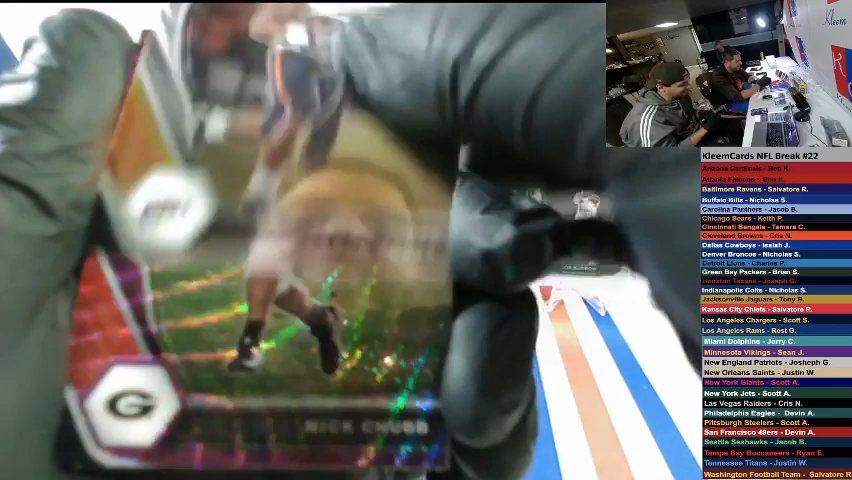 Kleem
G
NICK CHUBB
KleemCards NFL Break #22
Arizona Cardinals - Ben K.
Atlanta Falcons - Ben K.
Baltimore Ravens - Salvatore R.
Buffalo Bills - Nicholas S.
Carolina Panthers - Jacob B.
Chicago Bears - Keith P.
Cincinnati Bengals - Tamara C.
Cleveland Browns - Cris N.
Dallas Cowboys - Isaiah J.
Denver Broncos - Nicholas S.
Detroit Lions - Charles P.
Green Bay Packers - Brian S.
Houston Texans - Joseph G.
Indianapolis Colts - Nicholas S.
Jacksonville Jaguars - Tony B.
Kansas City Chiefs - Salvatore R.
Los Angeles Chargers - Scott S.
Los Angeles Rams - Rost G.
Miami Dolphins - Jerry C.
Minnesota Vikings - Sean J.
New England Patriots - Josheph G.
New Orleans Saints - Justin W.
New York Giants - Scott A.
New York Jets - Scott A.
Las Vegas Raiders - Cris N.
Philadelphia Eagles - Devin A.
Pittsburgh Steelers - Scott A.
San Francisco 49ers - Devin A.
Seattle Seahawks - Jacob B.
Tampa Bay Buccaneers - Ryan E.
Tennessee Titans - Justin W.
Washington Football Team - Salvatore R